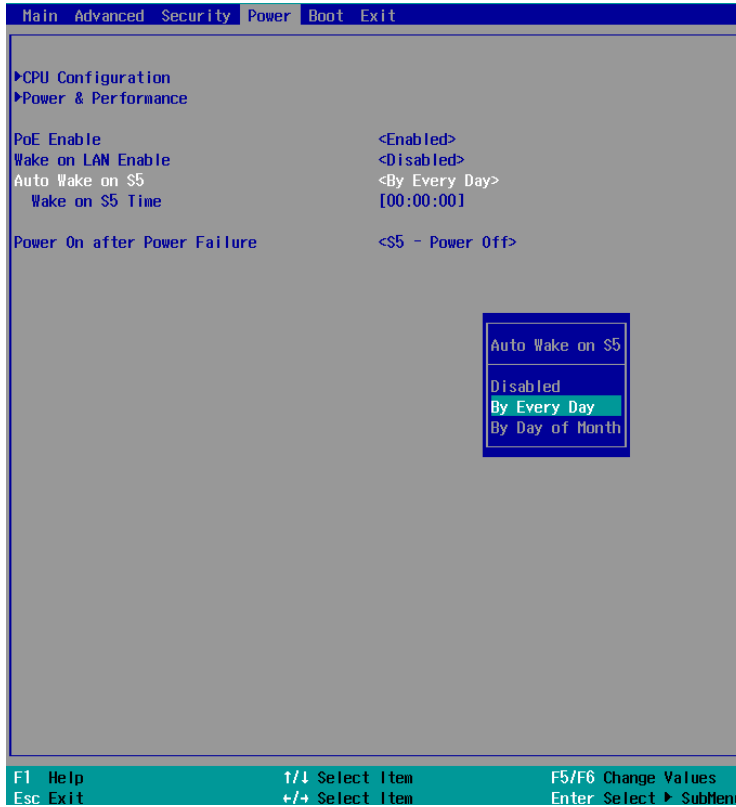 Main Advanced Security Power Boot Exit
▶CPU Configuration
▶Power & Performance
PoE Enable <Enabled>
Wake on LAN Enable <Disabled>
Auto Wake on S5 <By Every Day>
Wake on S5 Time [00:00:00]
Power On after Power Failure <S5 - Power Off>
Auto Wake on S5
Disabled
By Every Day
By Day of Month
F1 Help ↑/↓ Select Item F5/F6 Change Values
Esc Exit ←/→ Select Item Enter Select ▶ SubMenu